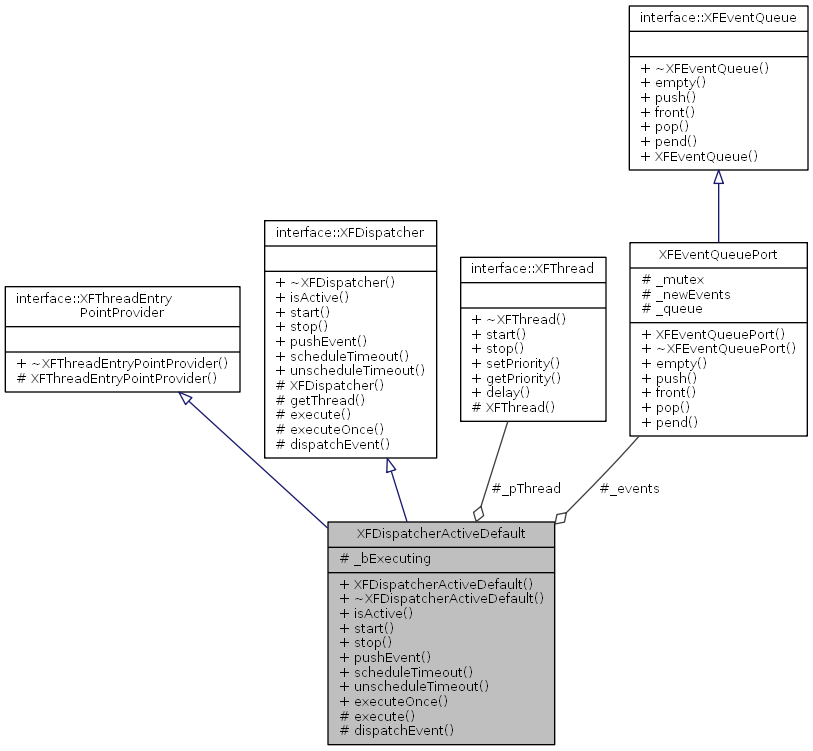 interface::XFEventQueue
+ ~XFEventQueue()
+ empty()
+ push()
+ front()
+ pop()
+ pend()
+ XFEventQueue()
interface::XFDispatcher
+ ~XFDispatcher()
+ isActive()
+ start()
+ stop()
+ pushEvent()
+ scheduleTimeout()
+ unscheduleTimeout()
# XFDispatcher()
# getThread()
# execute()
# executeOnce()
# dispatchEvent()
interface::XFThread
+ ~XFThread()
+ start()
+ stop()
+ setPriority()
+ getPriority()
+ delay()
# XFThread()
XFEventQueuePort
# _mutex
# _newEvents
# _queue
+ XFEventQueuePort()
+ ~XFEventQueuePort()
+ empty()
+ push()
+ front()
+ pop()
+ pend()
interface::XFThreadEntry
PointProvider
+ ~XFThreadEntryPointProvider()
# XFThreadEntryPointProvider()
#_pThread
#_events
XFDispatcherActiveDefault
# _bExecuting
+ XFDispatcherActiveDefault()
+ ~XFDispatcherActiveDefault()
+ isActive()
+ start()
+ stop()
+ pushEvent()
+ scheduleTimeout()
+ unscheduleTimeout()
+ executeOnce()
# execute()
# dispatchEvent()